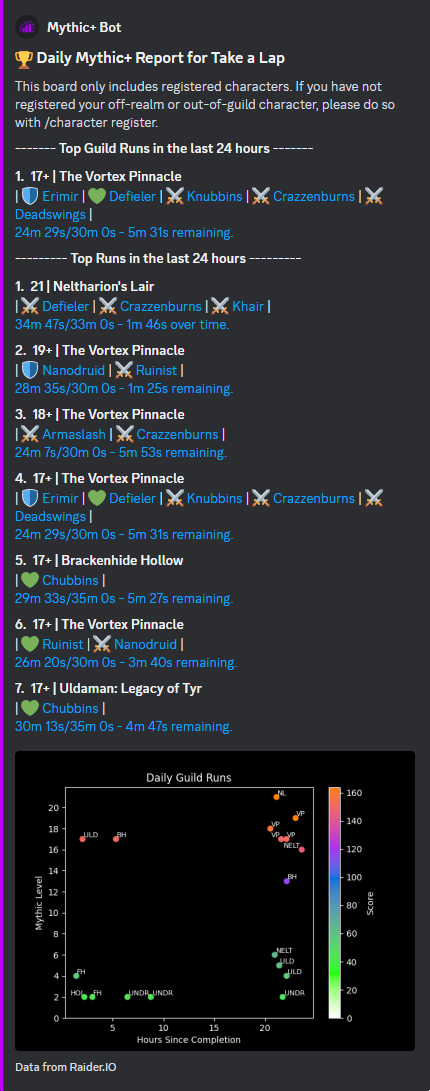 Mythic+ Bot
Daily Mythic+ Report for Take a Lap
This board only includes registered characters. If you have not
registered your off-realm or out-of-guild character, please do so
with /character register.
------- Top Guild Runs in the last 24 hours -------
1. 17+ | The Vortex Pinnacle
| Erimir | Defieler | Knubbins | Crazzenburns |
Deadswings |
24m 29s/30m 0s - 5m 31s remaining.
--------- Top Runs in the last 24 hours ---------
1. 21 | Neltharion's Lair
| Defieler | Crazzenburns | Khair |
34m 47s/33m 0s - 1m 46s over time.
2. 19+ | The Vortex Pinnacle
| Nanodruid | Ruinist |
28m 35s/30m 0s - 1m 25s remaining.
3. 18+ | The Vortex Pinnacle
| Armaslash | Crazzenburns |
24m 7s/30m 0s - 5m 53s remaining.
4. 17+ | The Vortex Pinnacle
| Erimir | Defieler | Knubbins | Crazzenburns |
Deadswings |
24m 29s/30m 0s - 5m 31s remaining.
5. 17+ | Brackenhide Hollow
| Chubbins |
29m 33s/35m 0s - 5m 27s remaining.
6. 17+ | The Vortex Pinnacle
| Ruinist | Nanodruid |
26m 20s/30m 0s - 3m 40s remaining.
7. 17+ | Uldaman: Legacy of Tyr
| Chubbins |
30m 13s/35m 0s - 4m 47s remaining.
Daily Guild Runs
NL
VP
VP
ULD
BH
VP VP
NELT
BH
NELT
ULD
FH
ULD
HOI
FH
UNDR
UNDR
UNDR
20
18
16
14
12
10
8
6
4
2
0
Mythic Level
5 10 15 20
Hours Since Completion
160
140
120
100
80
60
40
20
0
Score
Data from Raider.IO